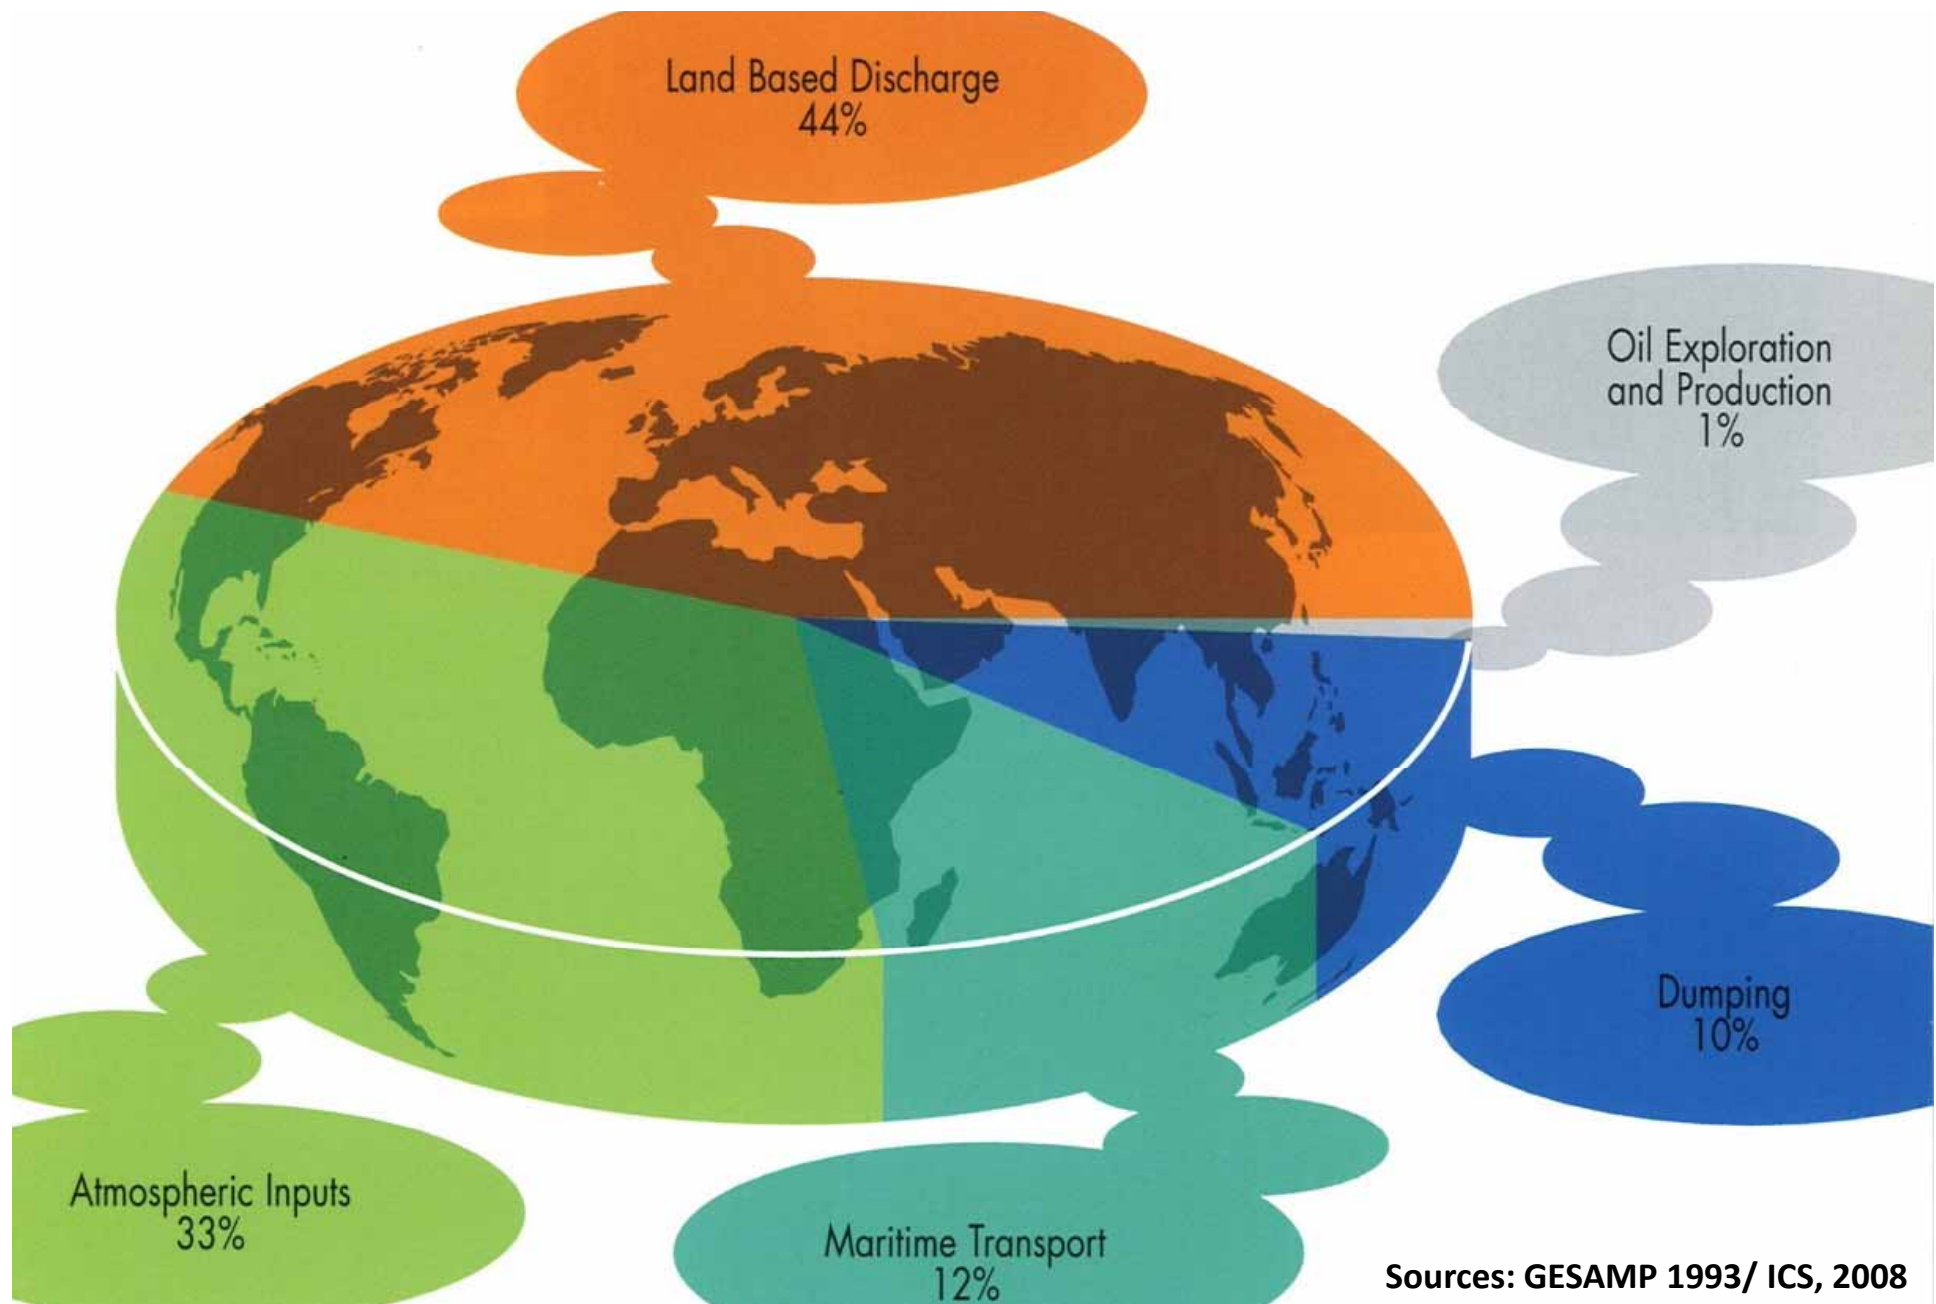 Land Based Discharge
44%
Oil Exploration
and Production
1%
Dumping
10%
Atmospheric Inputs
33%
Maritime Transport
12%
Sources: GESAMP 1993/ ICS, 2008